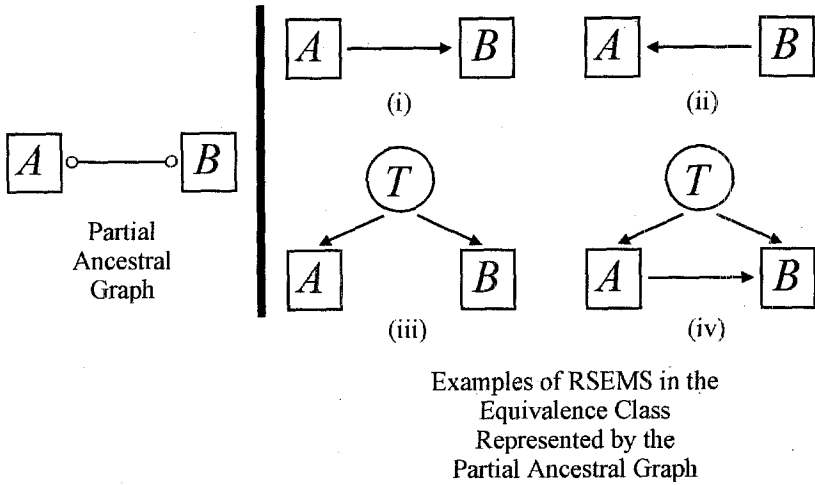 A B
Partial
Ancestral
Graph
A B
(i)
A B
(ii)
T
A B
(iii)
T
A B
(iv)
Examples of RSEMS in the
Equivalence Class
Represented by the
Partial Ancestral Graph